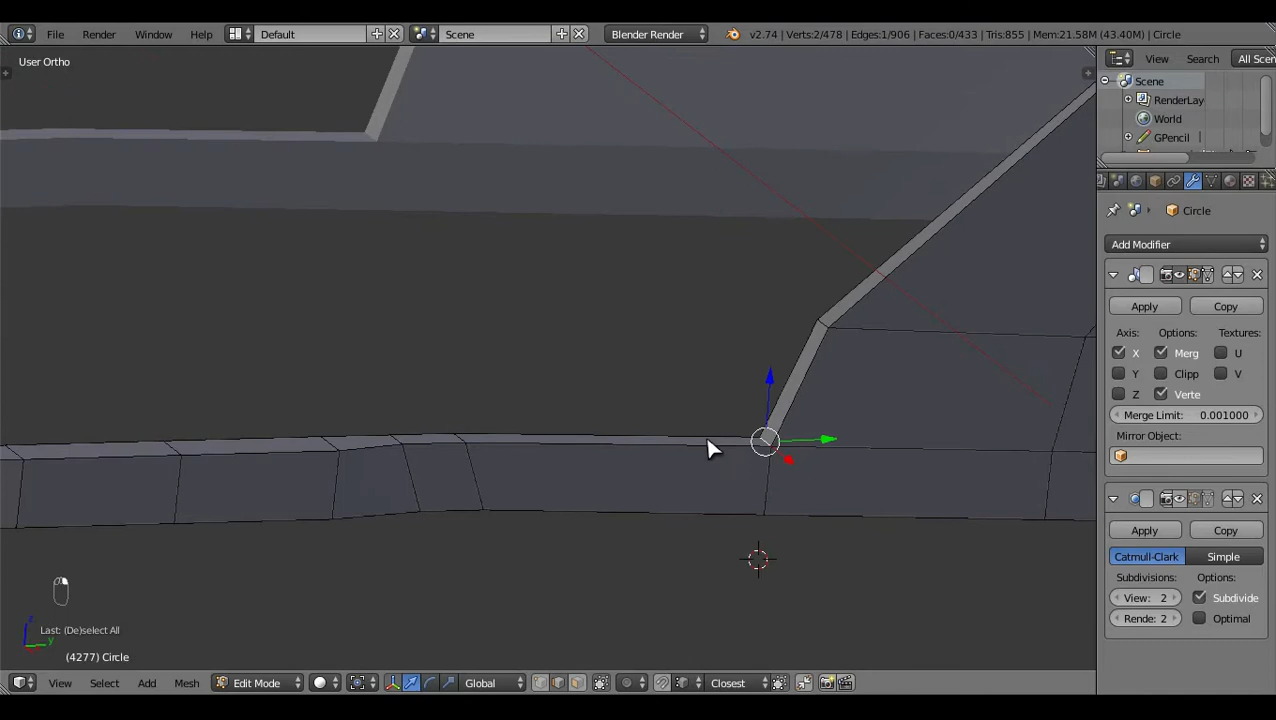 File Render Window Help Default Scene Blender Render v2.74 | Verts:2/478 | Edges:1/906 | Faces:0/433 | Tris:855 | Mem:21.58M (43.40M) | Circle
User Ortho
View Search All Scen
Scene
RenderLay
World
GPencil
Circle
Add Modifier
Apply Copy
Axis: Options: Textures:
X Merg U
Y Clipp V
Z Verte
Merge Limit: 0.001000
Mirror Object:
Apply Copy
Catmull-Clark Simple
Subdivisions: Options:
View: 2 Subdivide
Rende: 2 Optimal
z
y
Last: (De)select All
(4277) Circle
View Select Add Mesh Edit Mode Global Closest